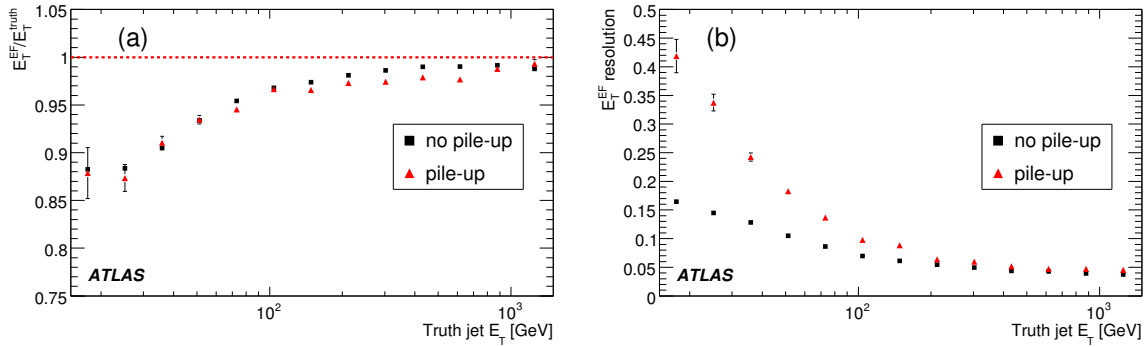 E_T^EF/E_T^truth
1.05
1
0.95
0.9
0.85
0.8
0.75
(a)
no pile-up
pile-up
ATLAS
10^2
10^3
Truth jet E_T [GeV]
E_T^EF resolution
0.5
0.45
0.4
0.35
0.3
0.25
0.2
0.15
0.1
0.05
0
(b)
no pile-up
pile-up
ATLAS
10^2
10^3
Truth jet E_T [GeV]